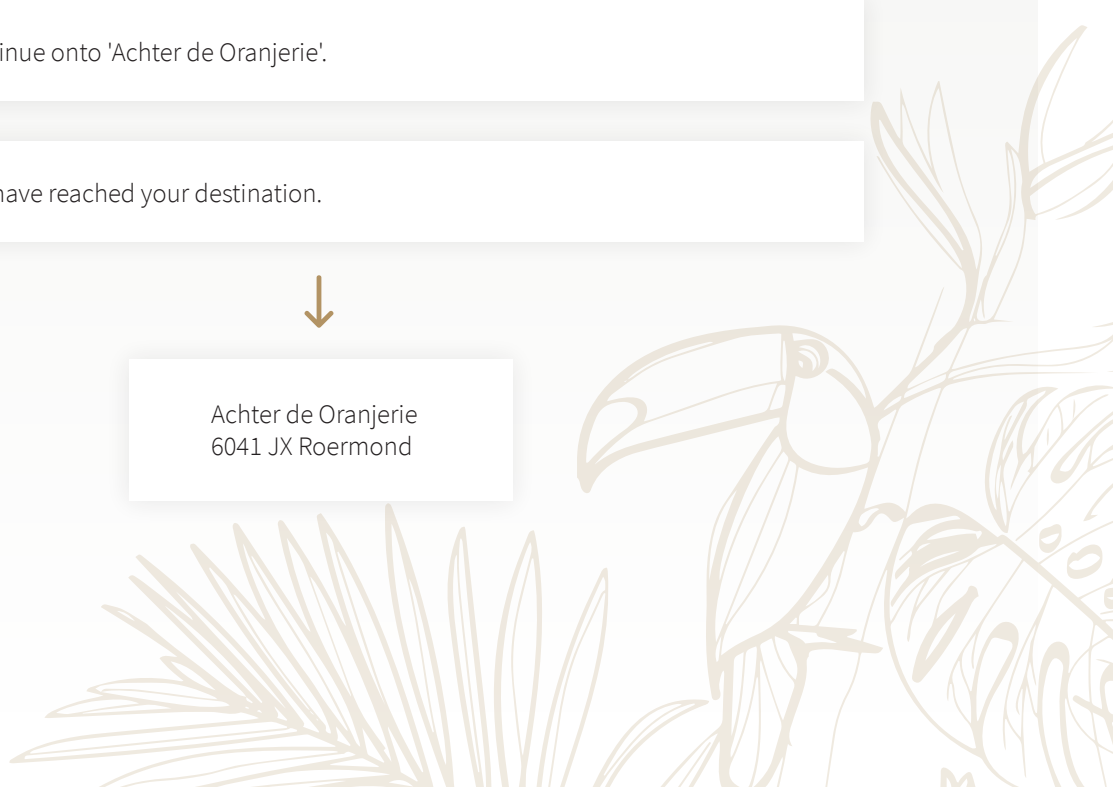 inue onto 'Achter de Oranjerie'.
have reached your destination.
Achter de Oranjerie
6041 JX Roermond